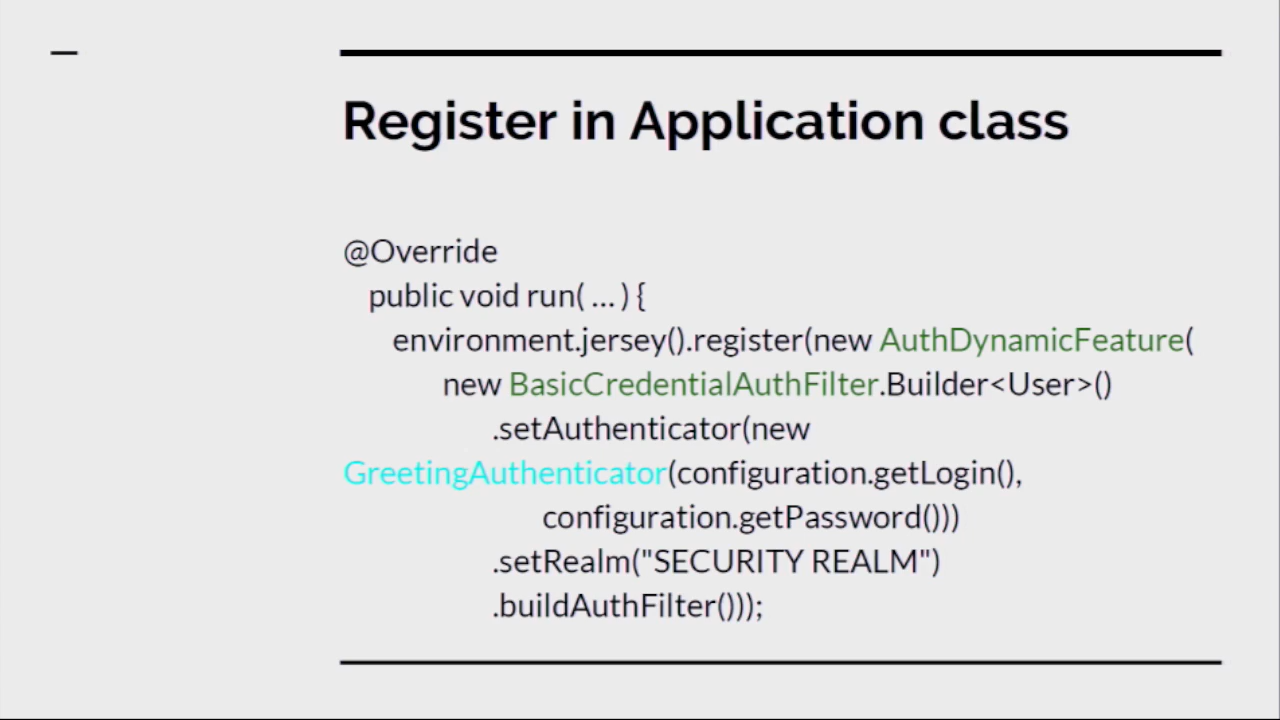 Register in Application class
@Override
public void run( ... ) {
environment.jersey().register(new AuthDynamicFeature(
new BasicCredentialAuthFilter.Builder<User>()
.setAuthenticator(new
GreetingAuthenticator(configuration.getLogin(),
configuration.getPassword()))
.setRealm("SECURITY REALM")
.buildAuthFilter()));